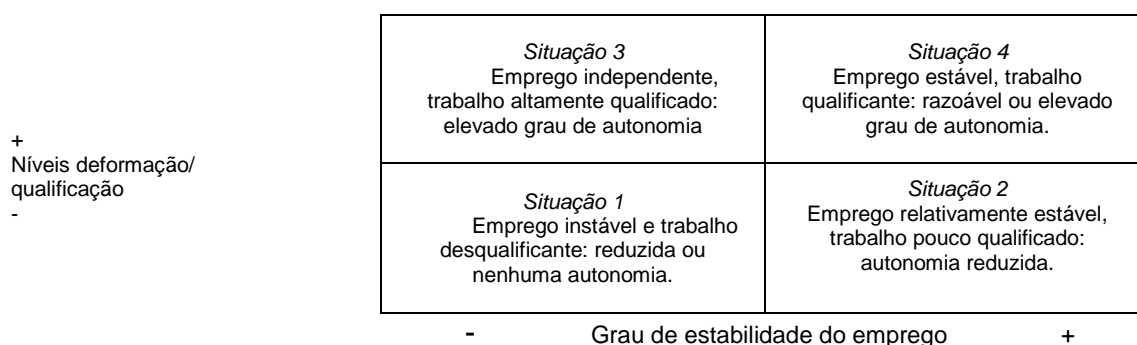 Situação 3
Emprego independente,
trabalho altamente qualificado:
elevado grau de autonomia
Situação 4
Emprego estável, trabalho
qualificante: razoável ou elevado
grau de autonomia.
+
Níveis deformação/
qualificação
-
Situação 1
Emprego instável e trabalho
desqualificante: reduzida ou
nenhuma autonomia.
Situação 2
Emprego relativamente estável,
trabalho pouco qualificado:
autonomia reduzida.
- Grau de estabilidade do emprego +